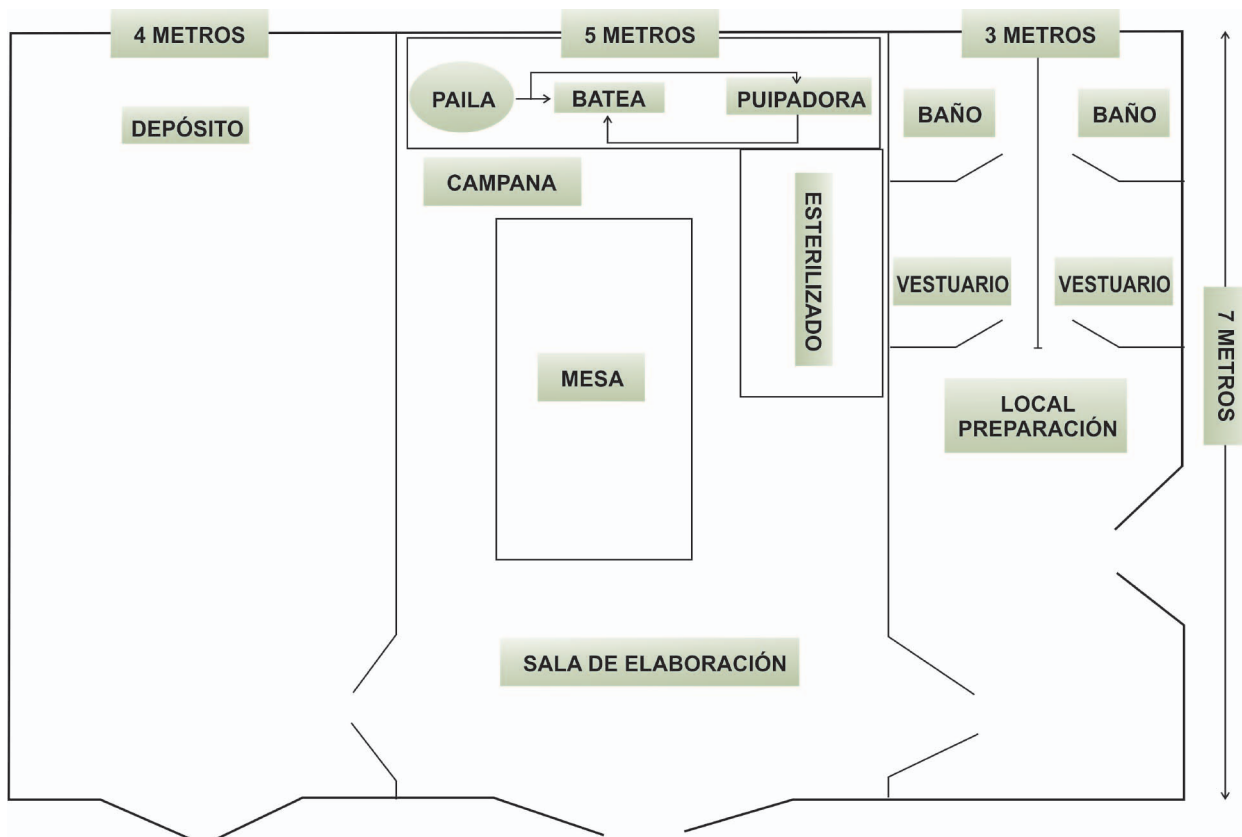 4 METROS
5 METROS
3 METROS
DEPÓSITO
PAILA
BATEA
PUIPADORA
BAÑO
BAÑO
CAMPANA
ESTERILIZADO
VESTUARIO
VESTUARIO
MESA
LOCAL
PREPARACIÓN
7 METROS
SALA DE ELABORACIÓN